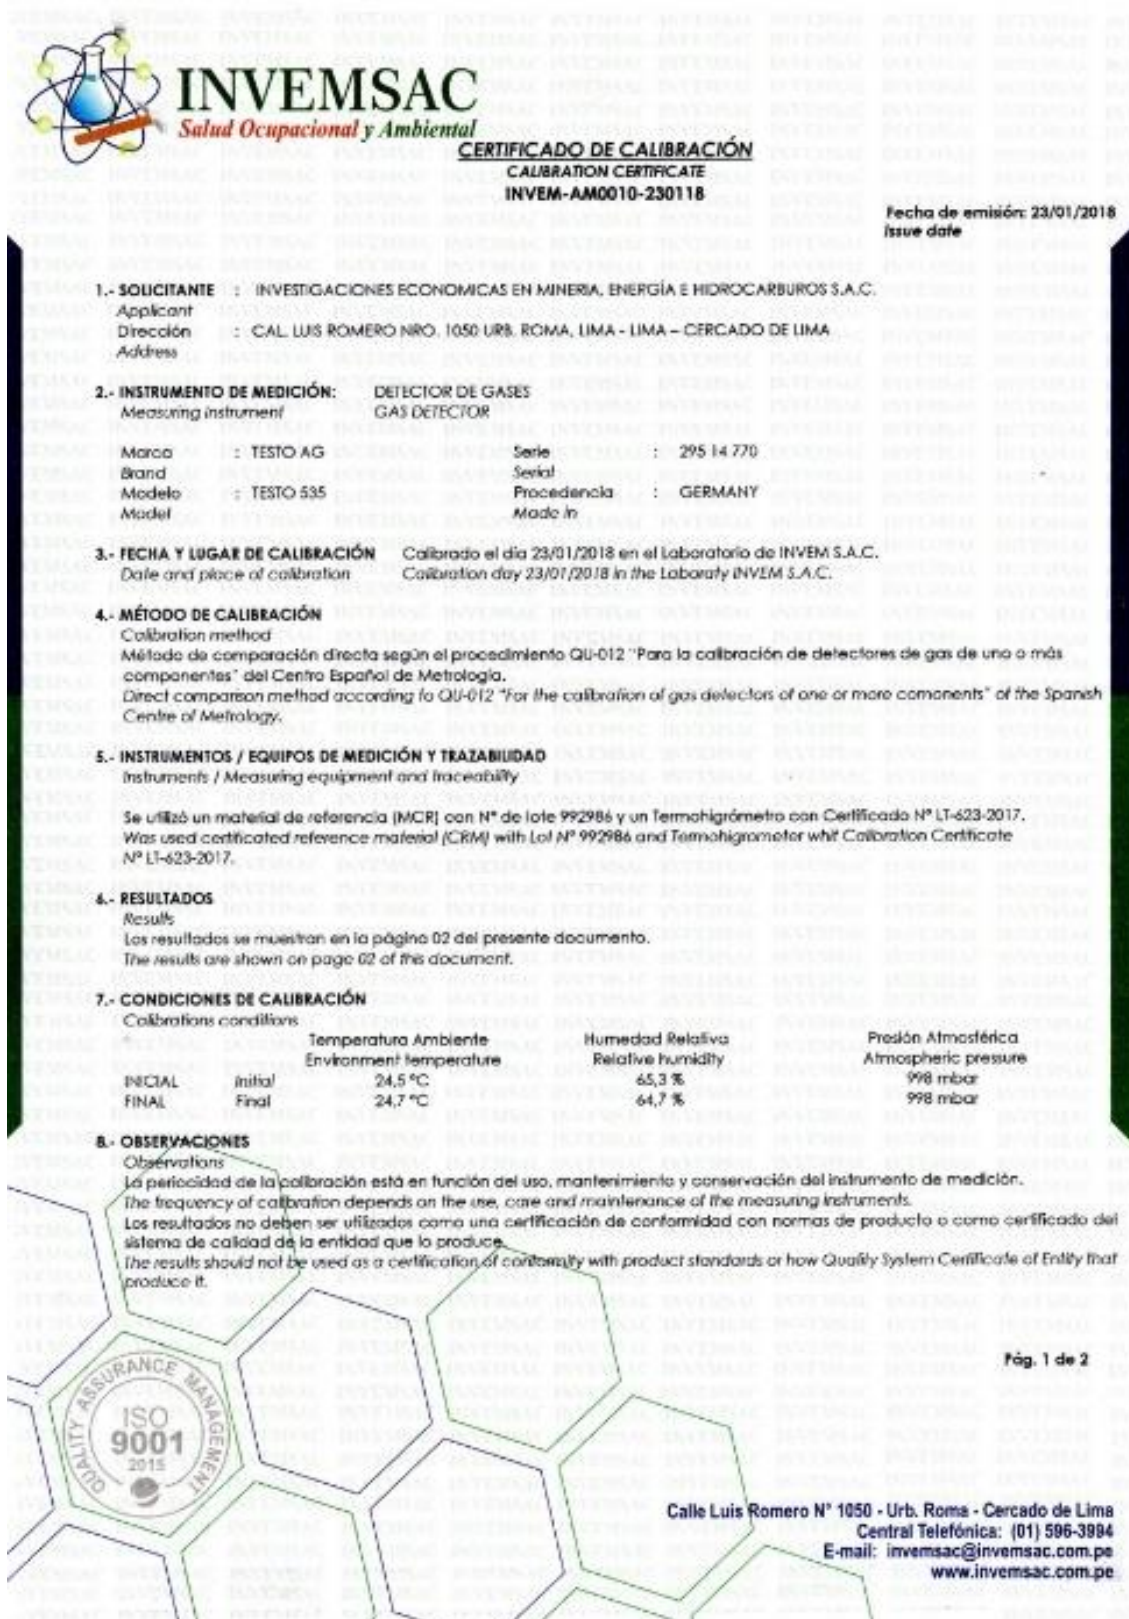 INVEMSAC
Salud Ocupacional y Ambiental
CERTIFICADO DE CALIBRACIÓN
CALIBRATION CERTIFICATE
INVEM-AM0010-230118
Fecha de emisión: 23/01/2018
Issue date
1.- SOLICITANTE : INVESTIGACIONES ECONOMICAS EN MINERIA, ENERGÍA E HIDROCARBUROS S.A.C.
Applicant
Dirección : CAL. LUIS ROMERO NRO. 1050 URB. ROMA, LIMA - LIMA – CERCADO DE LIMA
Address
2.- INSTRUMENTO DE MEDICIÓN: DETECTOR DE GASES
Measuring instrument GAS DETECTOR
Marca : TESTO AG Serie : 295 14 770
Brand Serial
Modelo : TESTO 535 Procedencia : GERMANY
Model Made in
3.- FECHA Y LUGAR DE CALIBRACIÓN Calibrado el día 23/01/2018 en el Laboratorio de INVEM S.A.C.
Date and place of calibration Calibration day 23/01/2018 in the Laboraty INVEM S.A.C.
4.- MÉTODO DE CALIBRACIÓN
Calibration method
Método de comparación directa según el procedimiento QU-012 "Para la calibración de detectores de gas de uno o más
componentes" del Centro Español de Metrología.
Direct comparison method according to QU-012 "For the calibration of gas detectors of one or more comonents" of the Spanish
Centre of Metrology.
5.- INSTRUMENTOS / EQUIPOS DE MEDICIÓN Y TRAZABILIDAD
Instruments / Measuring equipment and traceability
Se utilizó un material de referencia (MCR) con N° de lote 992986 y un Termohigrómetro con Certificado N° LT-623-2017.
Was used certificated reference material (CRM) with Lot N° 992986 and Termohigrometer whit Calibration Certificate
N° LT-623-2017.
6.- RESULTADOS
Results
Los resultados se muestran en la página 02 del presente documento.
The results are shown on page 02 of this document.
7.- CONDICIONES DE CALIBRACIÓN
Calibrations conditions
Temperatura Ambiente Humedad Relativa Presión Atmosférica
Environment temperature Relative humidity Atmospheric pressure
INICIAL Initial 24,5 °C 65,3 % 998 mbar
FINAL Final 24,7 °C 64,7 % 998 mbar
8.- OBSERVACIONES
Observations
La periocidad de la calibración está en función del uso, mantenimiento y conservación del instrumento de medición.
The frequency of calibration depends on the use, care and maintenance of the measuring instruments.
Los resultados no deben ser utilizados como una certificación de conformidad con normas de producto o como certificado del
sistema de calidad de la entidad que lo produce.
The results should not be used as a certification of conformity with product standards or how Quality System Certificate of Entity that
produce it.
Pág. 1 de 2
QUALITY ASSURANCE MANAGEMENT
ISO
9001
2015
Calle Luis Romero N° 1050 - Urb. Roma - Cercado de Lima
Central Telefónica: (01) 596-3994
E-mail: invemsac@invemsac.com.pe
www.invemsac.com.pe